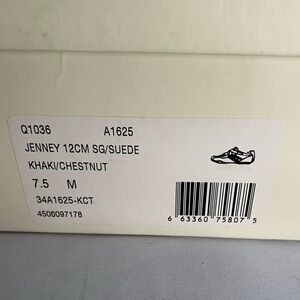 Q1036 A1625
JENNEY 12CM SG/SUEDE
KHAKI/CHESTNUT
7.5 M
34A1625-KCT
4500097178
6 63360 75807 5